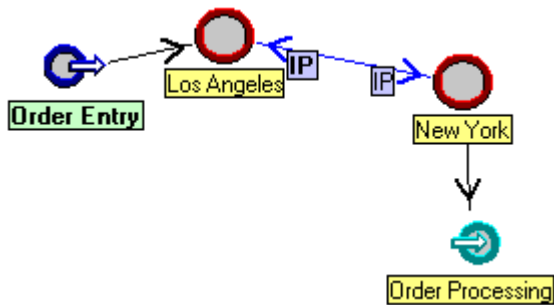 Los Angeles
IP
IP
Order Entry
New York
Order Processing